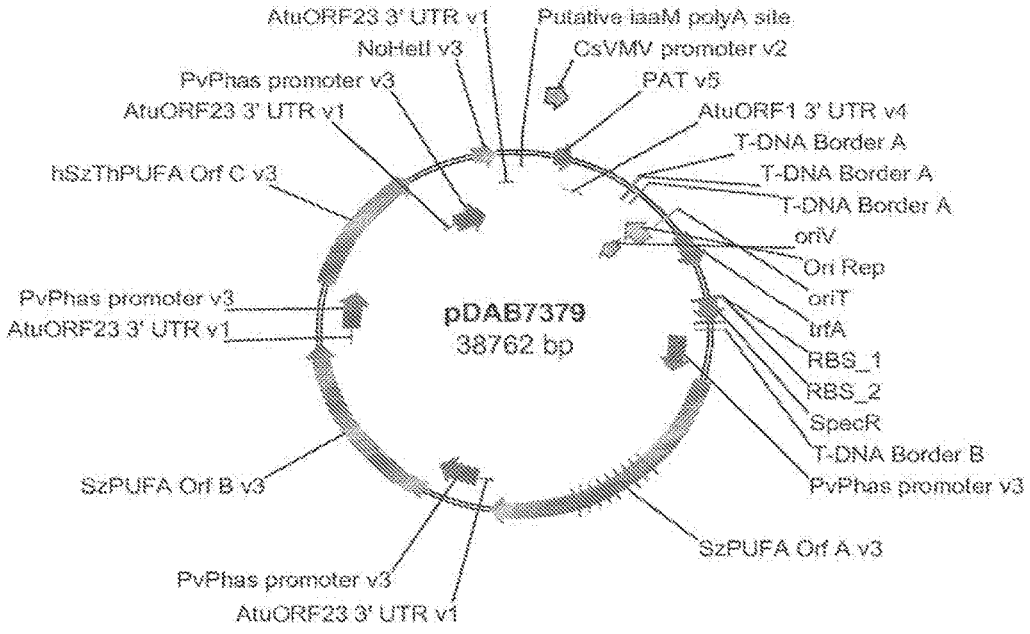 AtuORF23 3' UTR v1
Putative iaaM polyA site
NoHetI v3
CsVMV promoter v2
PvPhas promoter v3
PAT v5
AtuORF23 3' UTR v1
AtuORF1 3' UTR v4
T-DNA Border A
hSzThPUFA Orf C v3
T-DNA Border A
T-DNA Border A
oriV
Ori Rep
PvPhas promoter v3
oriT
AtuORF23 3' UTR v1
pDAB7379
38762 bp
trfA
RBS_1
RBS_2
SpecR
T-DNA Border B
SzPUFA Orf B v3
PvPhas promoter v3
SzPUFA Orf A v3
PvPhas promoter v3
AtuORF23 3' UTR v1